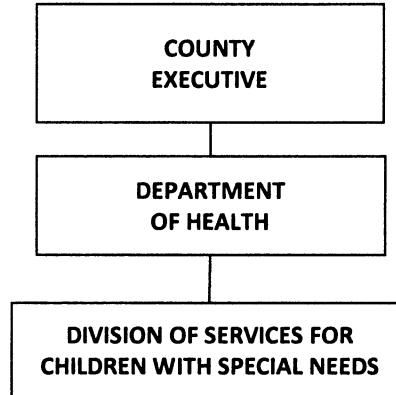 COUNTY
EXECUTIVE
DEPARTMENT
OF HEALTH
DIVISION OF SERVICES FOR
CHILDREN WITH SPECIAL NEEDS